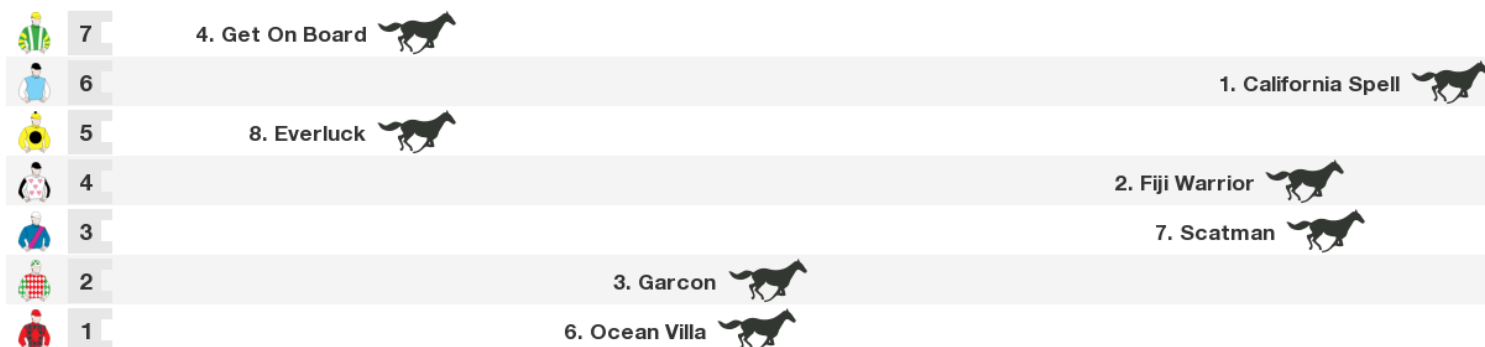 7 4. Get On Board
6 1. California Spell
5 8. Everluck
4 2. Fiji Warrior
3 7. Scatman
2 3. Garcon
1 6. Ocean Villa